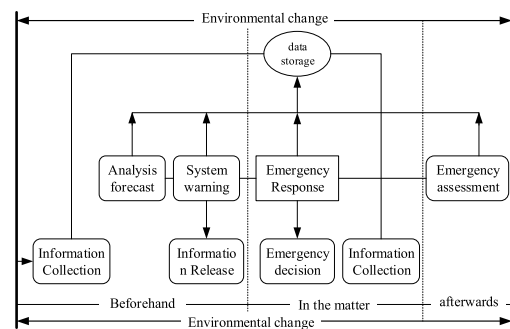 Environmental change
data
storage
Analysis
forecast
System
warning
Emergency
Response
Emergency
assessment
Information
Collection
Informatio
n Release
Emergency
decision
Information
Collection
Beforehand
In the matter
afterwards
Environmental change